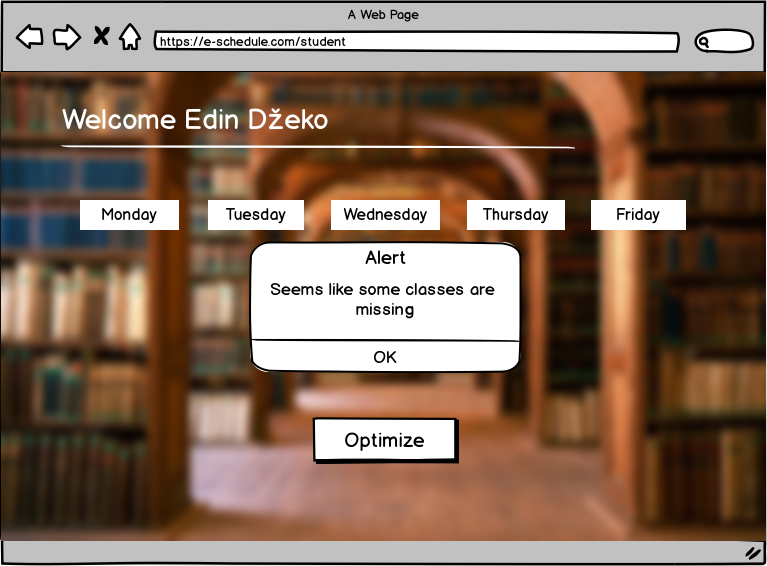 A Web Page
https://e-schedule.com/student
Welcome Edin Džeko
Monday
Tuesday
Wednesday
Thursday
Friday
Alert
Seems like some classes are
missing
OK
Optimize